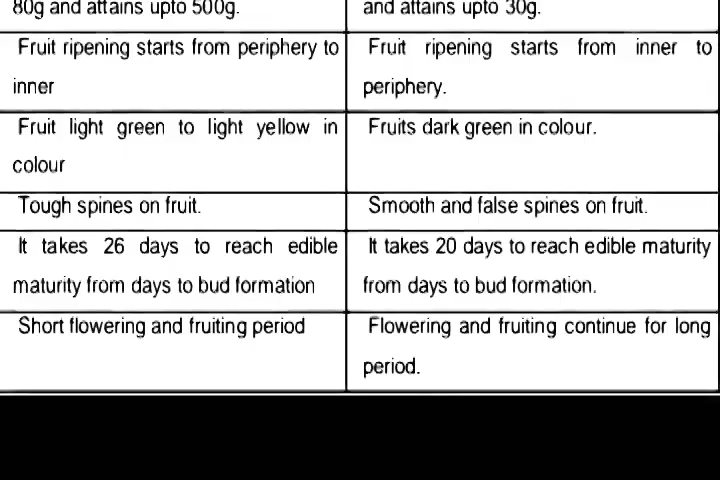 80g and attains upto 500g.
and attains upto 30g.
Fruit ripening starts from periphery to
inner
Fruit ripening starts from inner to
periphery.
Fruit light green to light yellow in
colour
Fruits dark green in colour.
Tough spines on fruit.
Smooth and false spines on fruit.
It takes 26 days to reach edible
maturity from days to bud formation
It takes 20 days to reach edible maturity
from days to bud formation.
Short flowering and fruiting period
Flowering and fruiting continue for long
period.